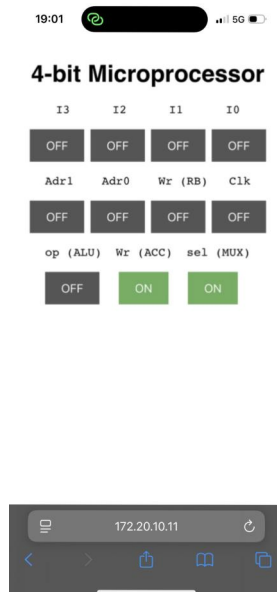 19:01 5G
4-bit Microprocessor
I3 I2 I1 I0
OFF OFF OFF OFF
Adr1 Adr0 Wr (RB) Clk
OFF OFF OFF OFF
op (ALU) Wr (ACC) sel (MUX)
OFF ON ON
172.20.10.11